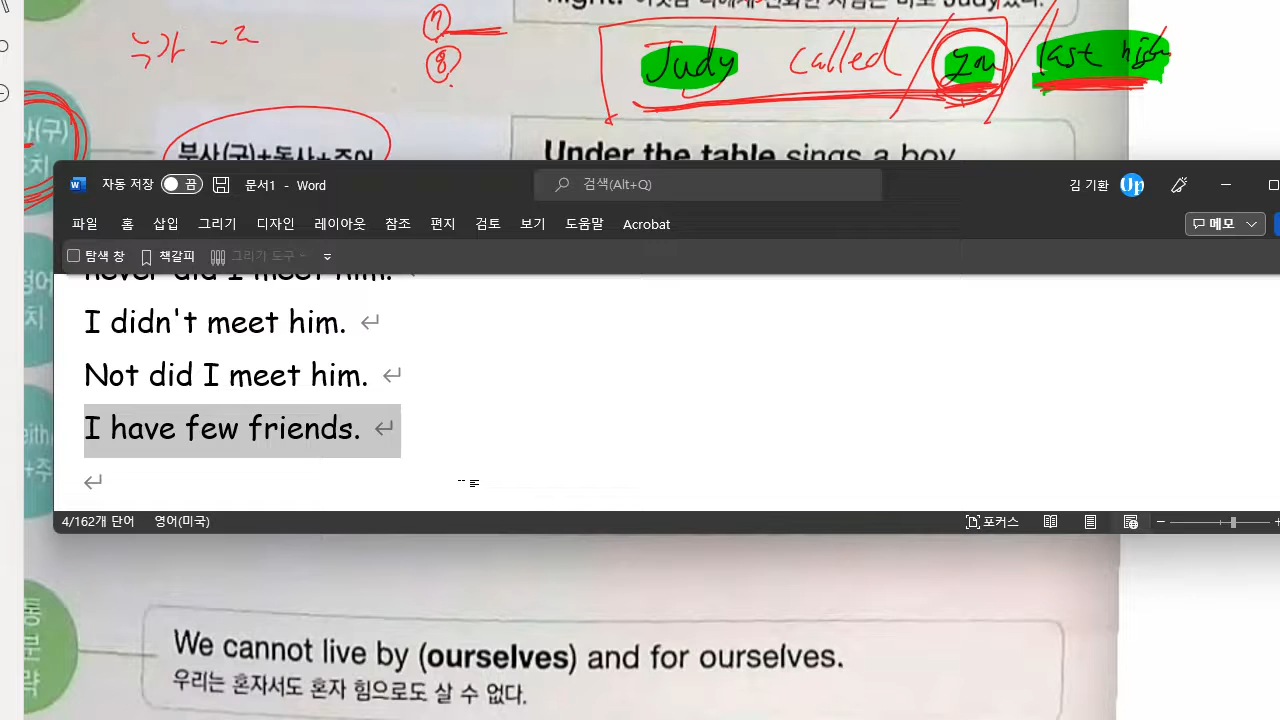 Judy called you last
부사(구)+동사+주어
Under the table sings a boy
자동 저장 끔 문서1 - Word 검색(Alt+Q) 김 기환 Up
파일 홈 삽입 그리기 디자인 레이아웃 참조 편지 검토 보기 도움말 Acrobat 메모
탐색 창 책갈피 그리기 도구
never did I meet him.
I didn't meet him.
Not did I meet him.
I have few friends.
4/162개 단어 영어(미국) 포커스
We cannot live by (ourselves) and for ourselves.
우리는 혼자서도 혼자 힘으로도 살 수 없다.